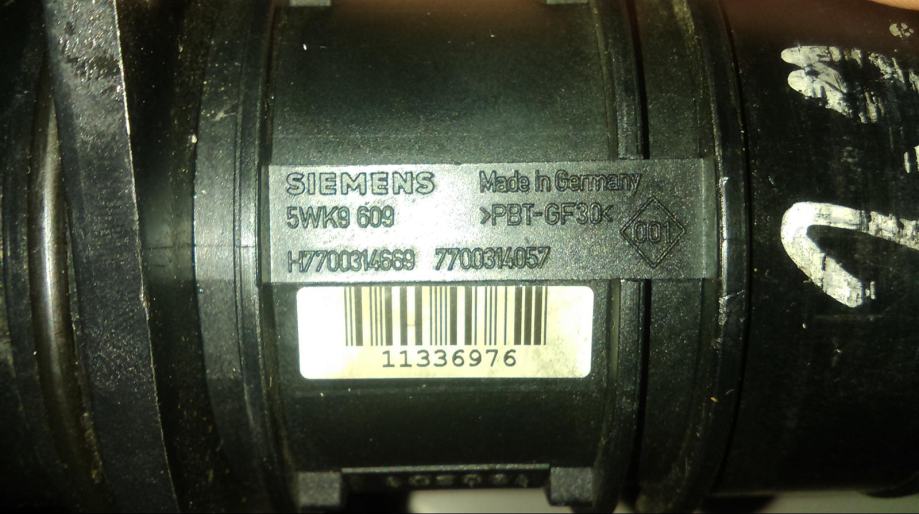 SIEMENS Made in Germany
5WK9 609 >PBT-GF30< 001
H7700314669 7700314057
11336976